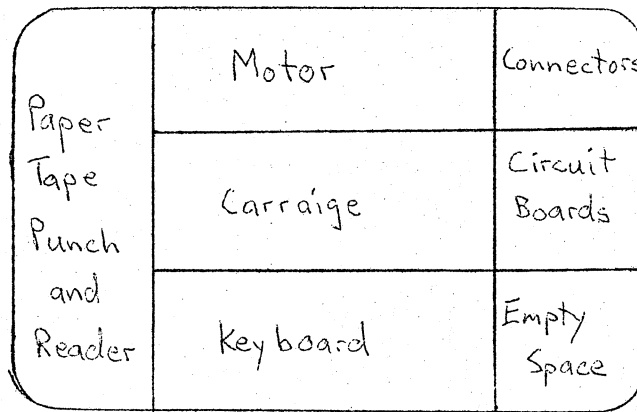 Paper
Tape
Punch
and
Reader
Motor
Connectors
Carraige
Circuit
Boards
Keyboard
Empty
Space